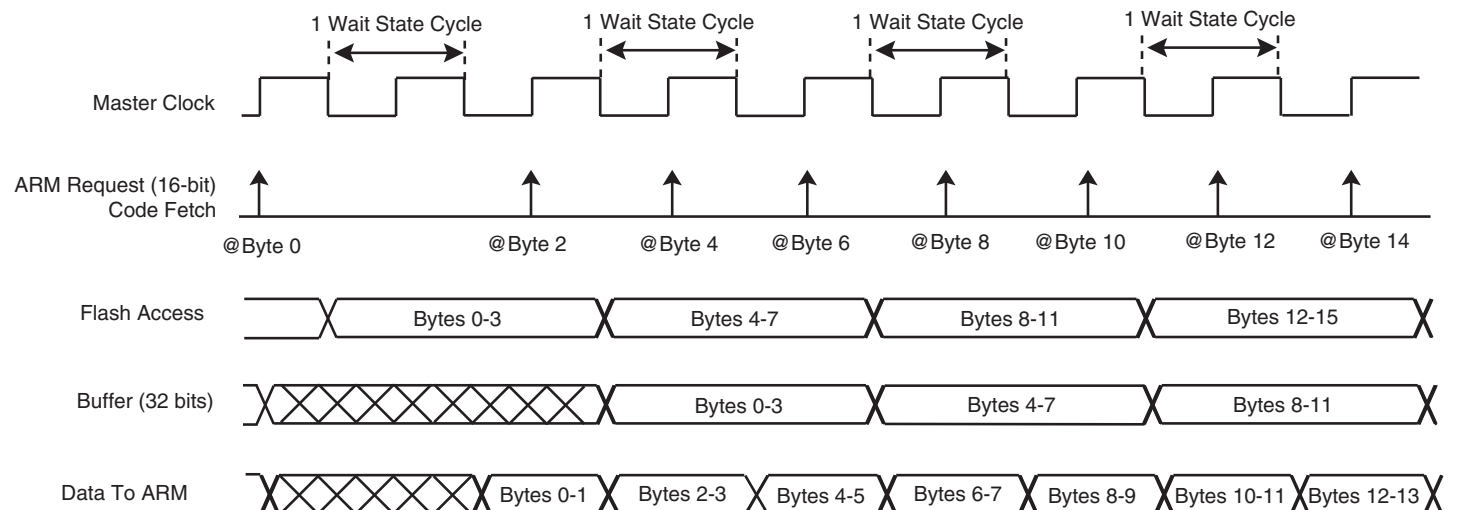 1 Wait State Cycle
1 Wait State Cycle
1 Wait State Cycle
1 Wait State Cycle
Master Clock
ARM Request (16-bit)
Code Fetch
@Byte 0
@Byte 2
@Byte 4
@Byte 6
@Byte 8
@Byte 10
@Byte 12
@Byte 14
Flash Access
Bytes 0-3
Bytes 4-7
Bytes 8-11
Bytes 12-15
Buffer (32 bits)
Bytes 0-3
Bytes 4-7
Bytes 8-11
Data To ARM
Bytes 0-1
Bytes 2-3
Bytes 4-5
Bytes 6-7
Bytes 8-9
Bytes 10-11
Bytes 12-13